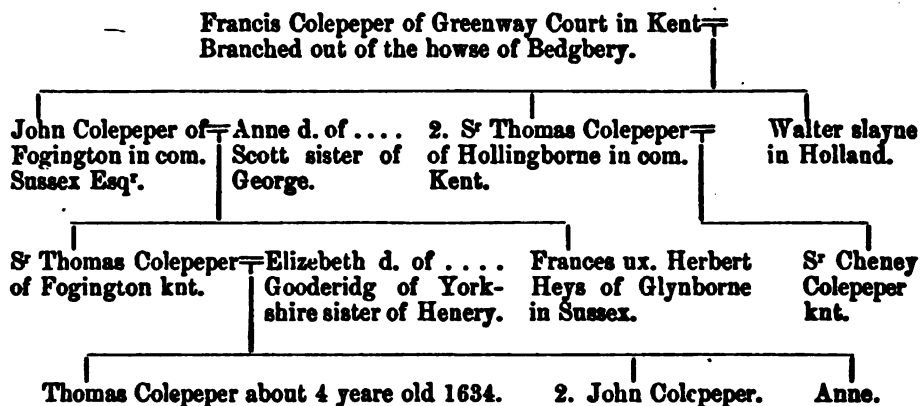 Francis Colepeper of Greenway Court in Kent
Branched out of the howse of Bedgbery.
John Colepeper of
Fogington in com.
Sussex Esqʳ.
Anne d. of ....
Scott sister of
George.
2. Sʳ Thomas Colepeper
of Hollingborne in com.
Kent.
Walter slayne
in Holland.
Sʳ Thomas Colepeper
of Fogington knt.
Elizebeth d. of ....
Gooderidg of York-
shire sister of Henery.
Frances ux. Herbert
Heys of Glynborne
in Sussex.
Sʳ Cheney
Colepeper
knt.
Thomas Colepeper about 4 yeare old 1634.
2. John Colepeper.
Anne.